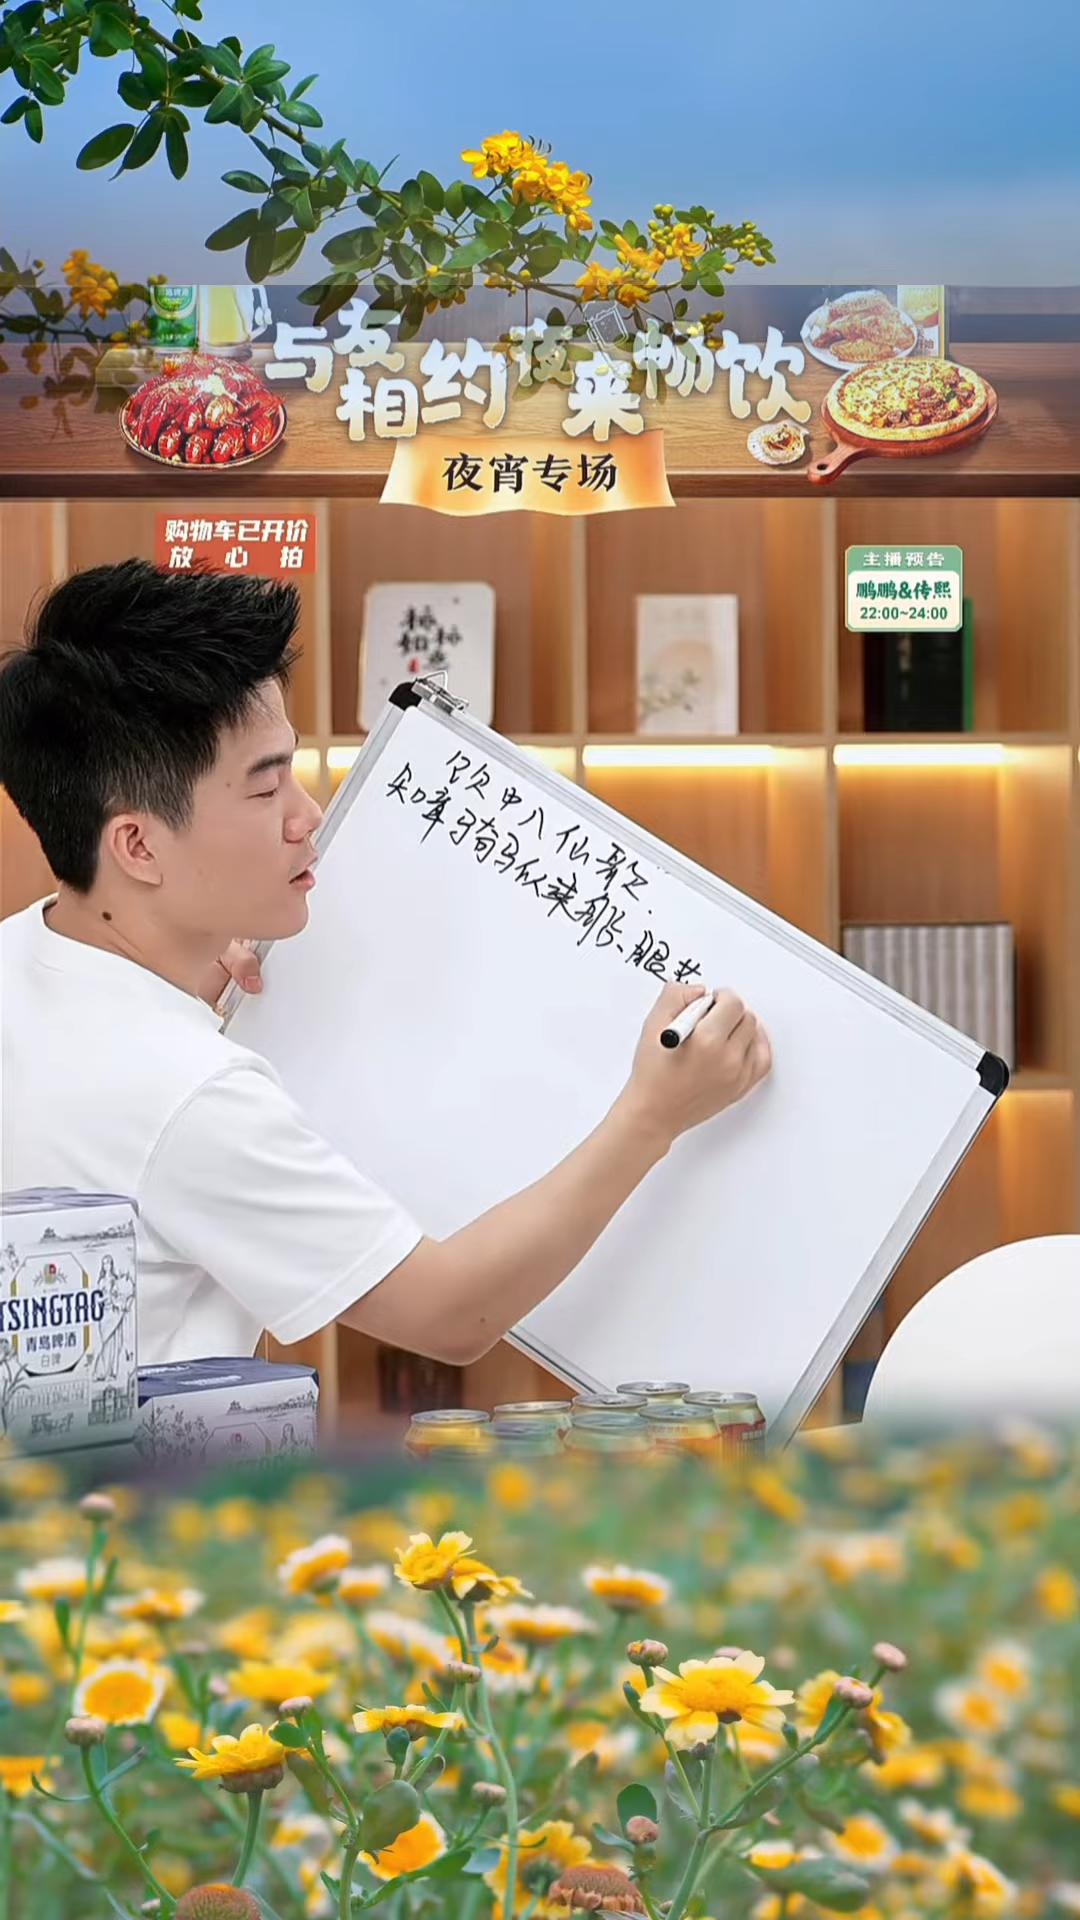 与友相约夜来畅饮
夜宵专场
购物车已开价
放心拍
主播预告
鹏鹏&传熙
22:00~24:00
饮中八仙歌
知章骑马似乘船、眼花
TSINGTAO
青岛啤酒
白啤